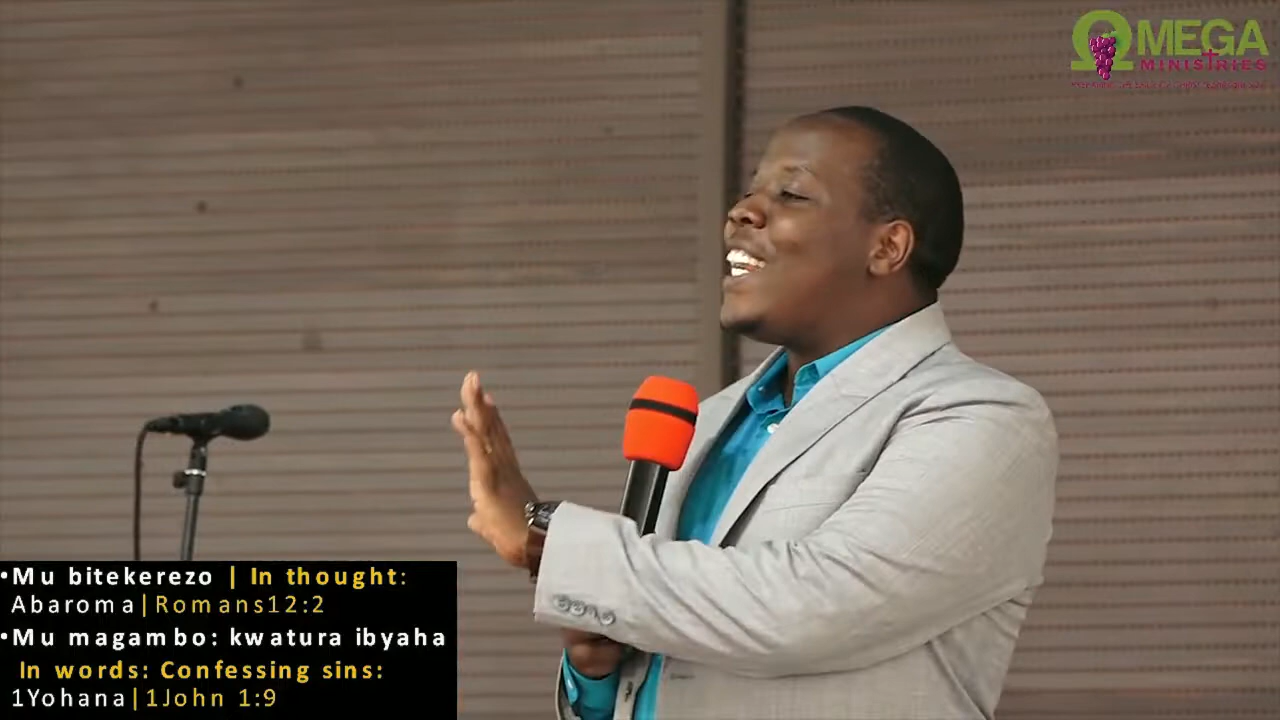 OMEGA
MINISTRIES
•Mu bitekerezo | In thought:
Abaroma|Romans12:2
•Mu magambo: kwatura ibyaha
In words: Confessing sins:
1Yohana|1John 1:9